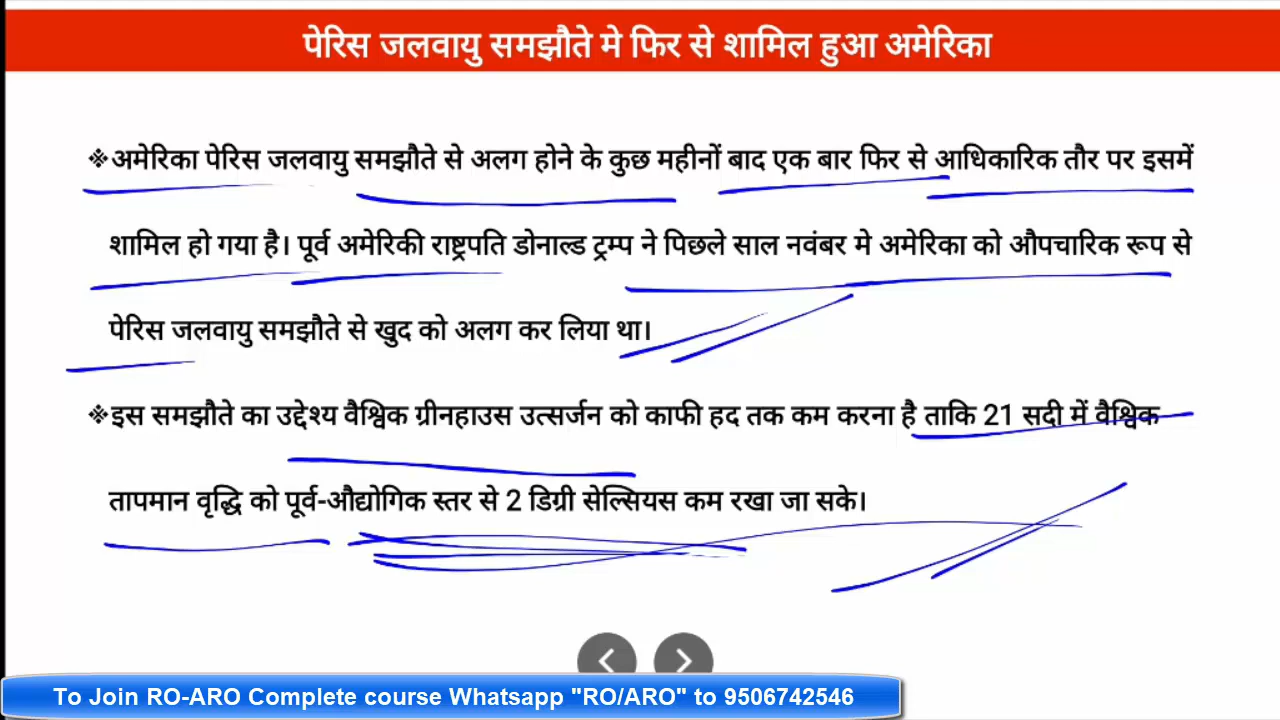 पेरिस जलवायु समझौते मे फिर से शामिल हुआ अमेरिका
❖अमेरिका पेरिस जलवायु समझौते से अलग होने के कुछ महीनों बाद एक बार फिर से आधिकारिक तौर पर इसमें
शामिल हो गया है। पूर्व अमेरिकी राष्ट्रपति डोनाल्ड ट्रम्प ने पिछले साल नवंबर मे अमेरिका को औपचारिक रूप से
पेरिस जलवायु समझौते से खुद को अलग कर लिया था।
❖इस समझौते का उद्देश्य वैश्विक ग्रीनहाउस उत्सर्जन को काफी हद तक कम करना है ताकि 21 सदी में वैश्विक
तापमान वृद्धि को पूर्व-औद्योगिक स्तर से 2 डिग्री सेल्सियस कम रखा जा सके।
To Join RO-ARO Complete course Whatsapp "RO/ARO" to 9506742546